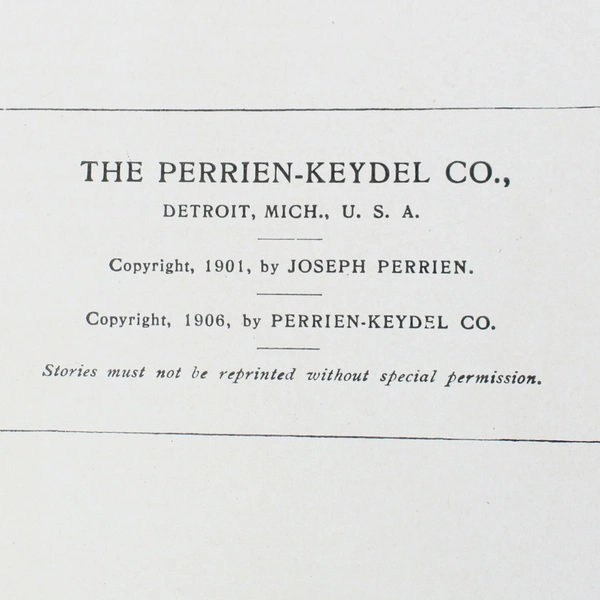 THE PERRIEN-KEYDEL CO.,
DETROIT, MICH., U. S. A.
Copyright, 1901, by JOSEPH PERRIEN.
Copyright, 1906, by PERRIEN-KEYDEL CO.
Stories must not be reprinted without special permission.